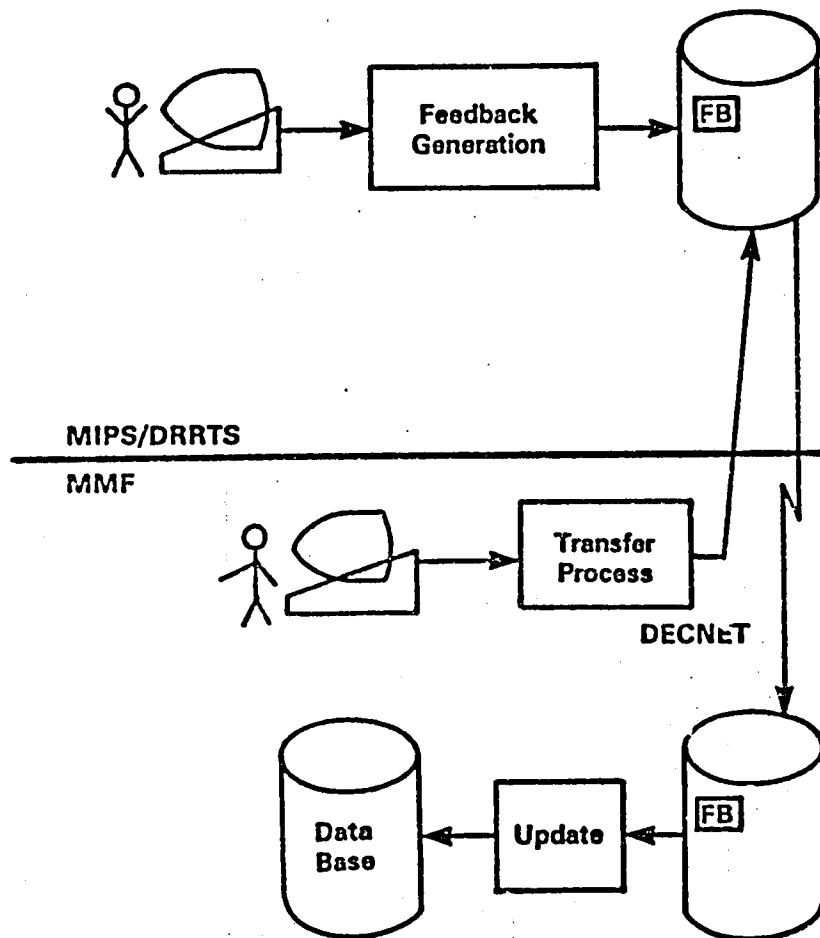 Feedback
Generation
FB
MIPS/DRRTS
MMF
Transfer
Process
DECNET
Data
Base
Update
FB